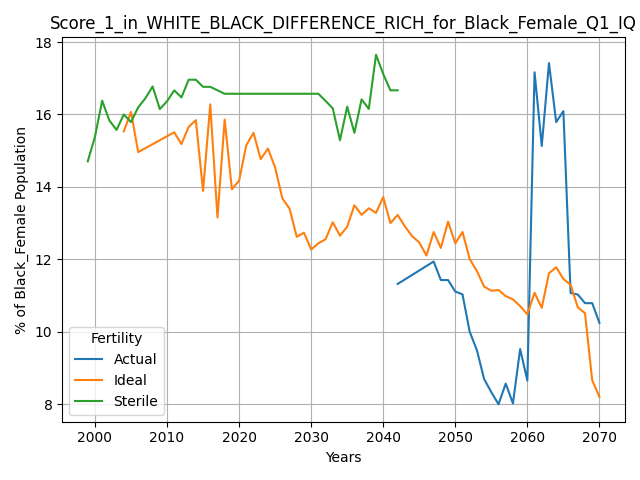 Score_1_in_WHITE_BLACK_DIFFERENCE_RICH_for_Black_Female_Q1_IQ
% of Black_Female Population
18
16
14
12
10
8
Fertility
Actual
Ideal
Sterile
2000 2010 2020 2030 2040 2050 2060 2070
Years